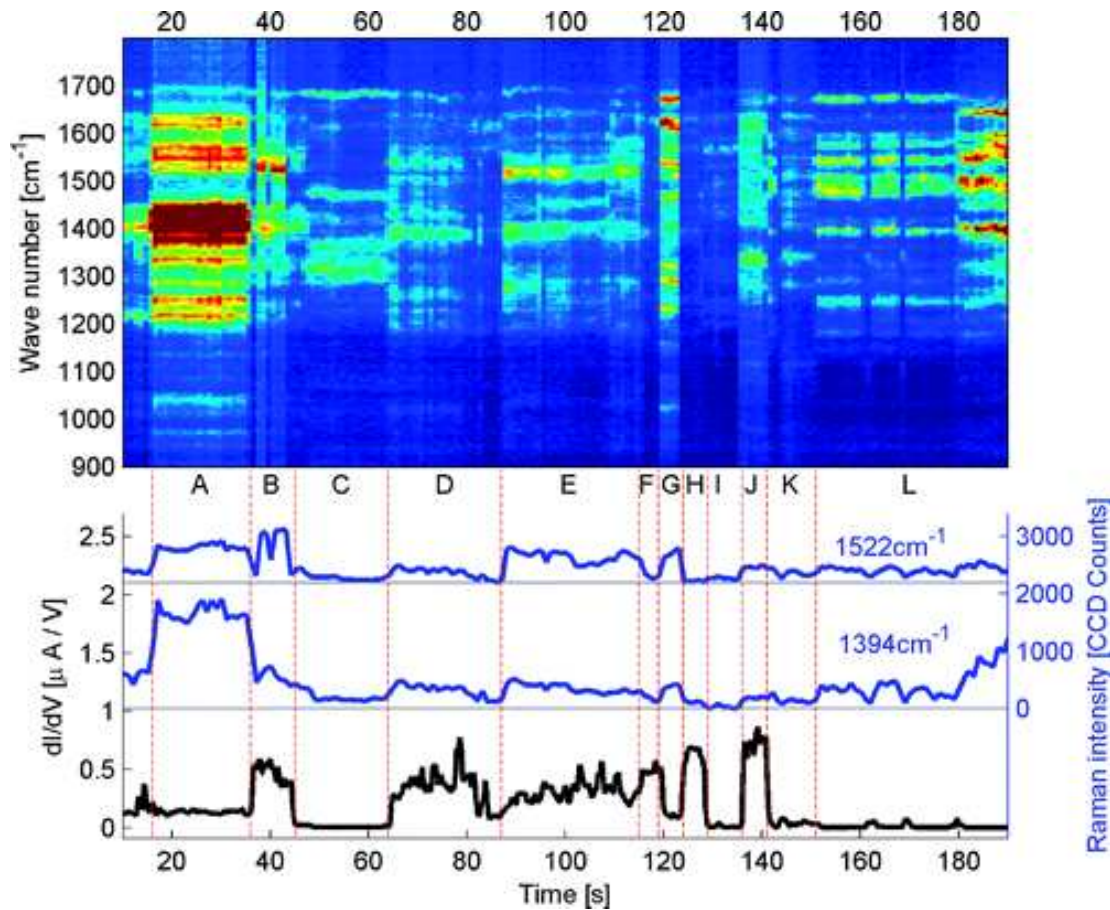 20 40 60 80 100 120 140 160 180
Wave number [cm-1]
1700
1600
1500
1400
1300
1200
1100
1000
900
A B C D E F G H I J K L
dI/dV [μ A / V]
2.5
2
1.5
1
0.5
0
1522cm-1
1394cm-1
3000
2000
1000
0
Raman intensity [CCD Counts]
20 40 60 80 100 120 140 160 180
Time [s]